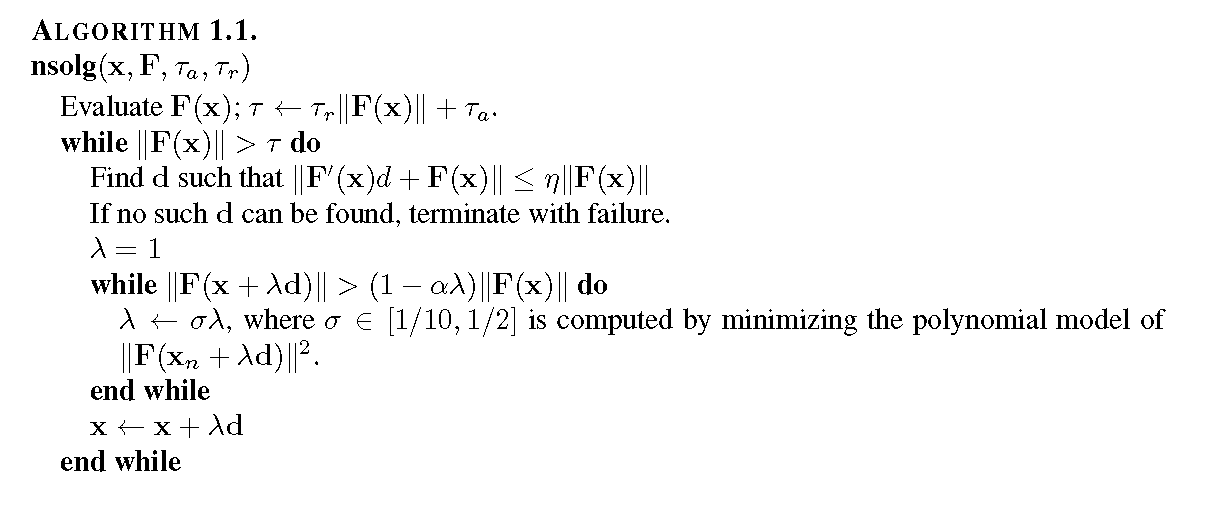 ALGORITHM 1.1.
nsolg(x, F, τₐ, τᵣ)
Evaluate F(x); τ ← τᵣ‖F(x)‖ + τₐ.
while ‖F(x)‖ > τ do
Find d such that ‖F′(x)d + F(x)‖ ≤ η‖F(x)‖
If no such d can be found, terminate with failure.
λ = 1
while ‖F(x + λd)‖ > (1 − αλ)‖F(x)‖ do
λ ← σλ, where σ ∈ [1/10, 1/2] is computed by minimizing the polynomial model of
‖F(xₙ + λd)‖².
end while
x ← x + λd
end while